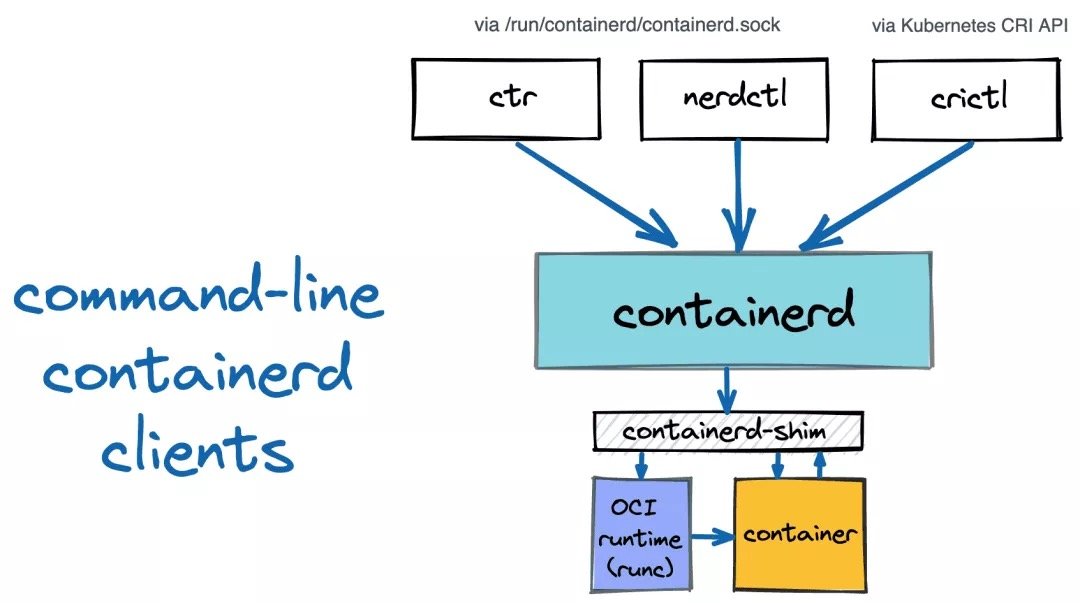 via /run/containerd/containerd.sock
via Kubernetes CRI API
ctr
nerdctl
crictl
containerd
command-line
containerd
clients
containerd-shim
OCI
runtime
(runc)
container